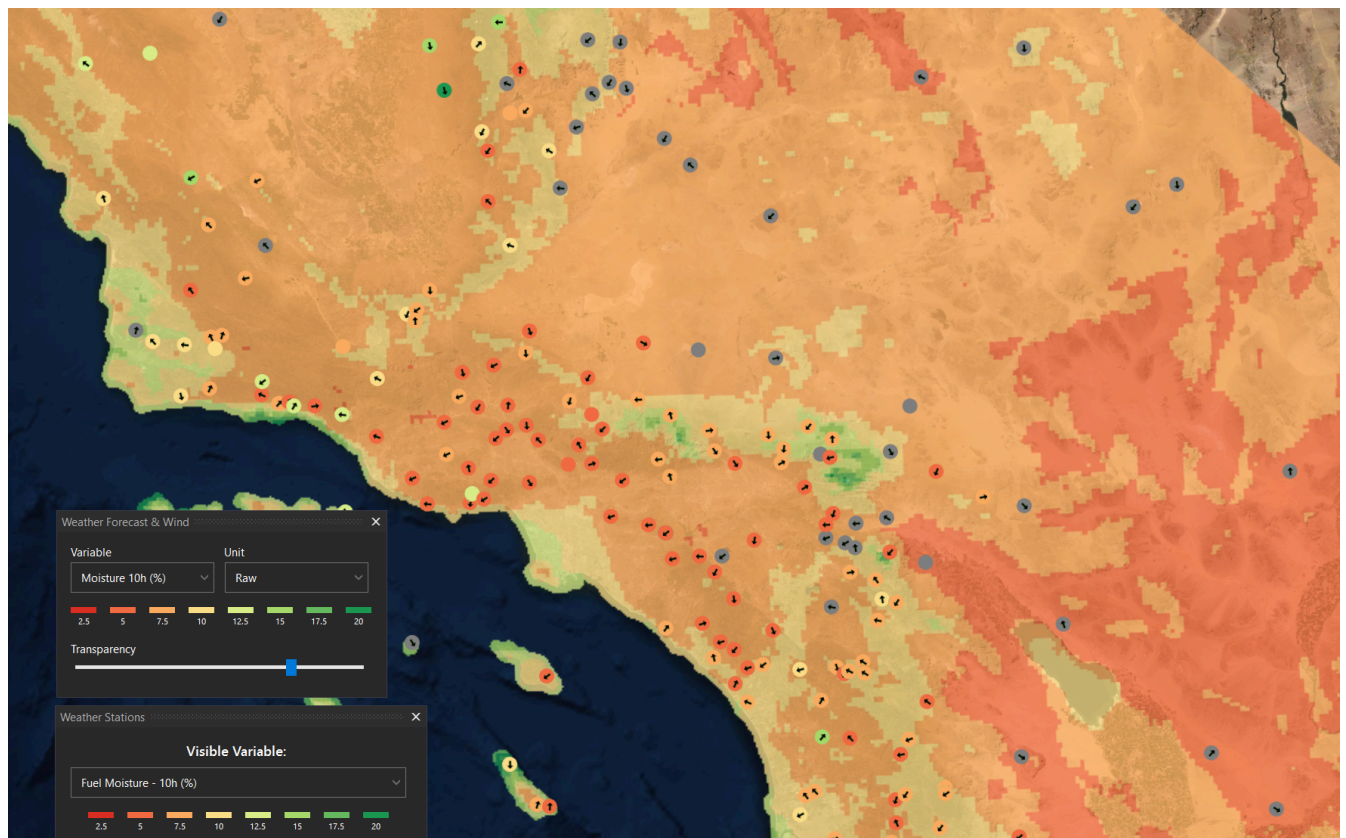 Weather Forecast & Wind
Variable Unit
Moisture 10h (%) Raw
2.5 5 7.5 10 12.5 15 17.5 20
Transparency
Weather Stations
Visible Variable:
Fuel Moisture - 10h (%)
2.5 5 7.5 10 12.5 15 17.5 20